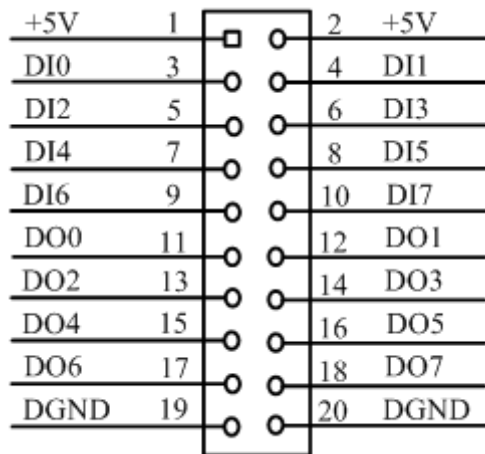 +5V 1 2 +5V
DI0 3 4 DI1
DI2 5 6 DI3
DI4 7 8 DI5
DI6 9 10 DI7
DO0 11 12 DO1
DO2 13 14 DO3
DO4 15 16 DO5
DO6 17 18 DO7
DGND 19 20 DGND